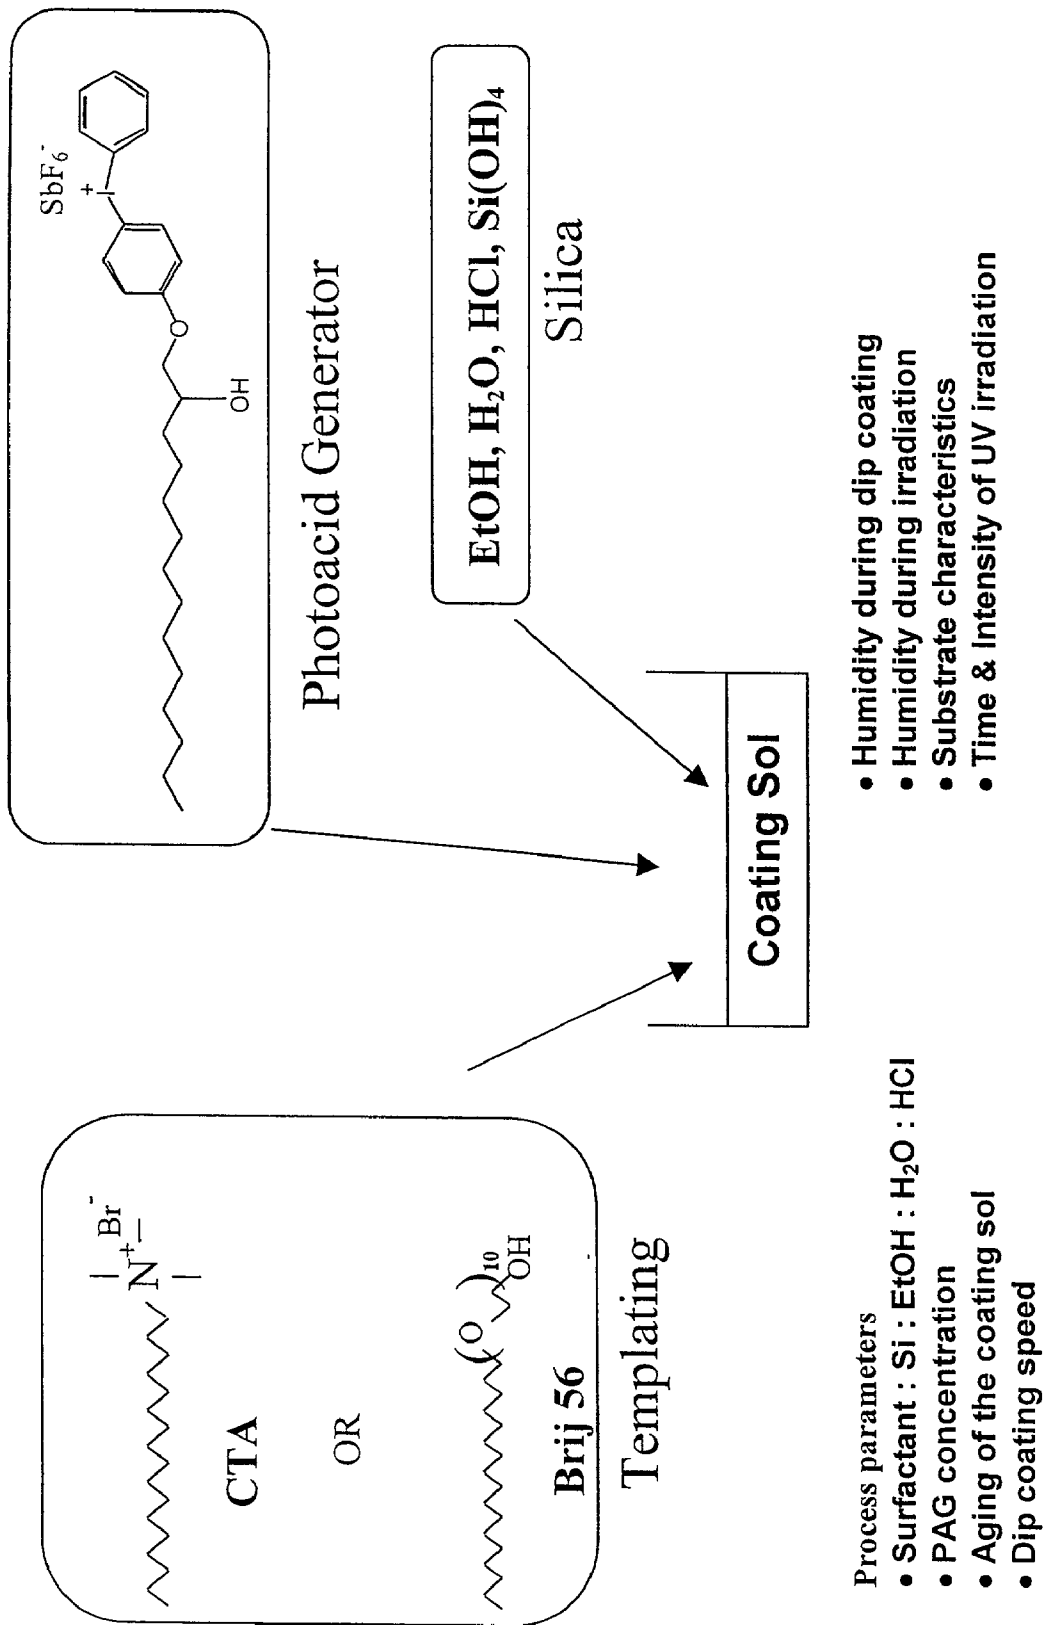 N
+
Br-
CTA
OR
( O )10
OH
Brij 56
Templating
SbF6-
+
I
O
OH
Photoacid Generator
EtOH, H2O, HCl, Si(OH)4
Silica
Coating Sol
Process parameters
• Surfactant : Si : EtOH : H2O : HCl
• PAG concentration
• Aging of the coating sol
• Dip coating speed
• Humidity during dip coating
• Humidity during irradiation
• Substrate characteristics
• Time & Intensity of UV irradiation